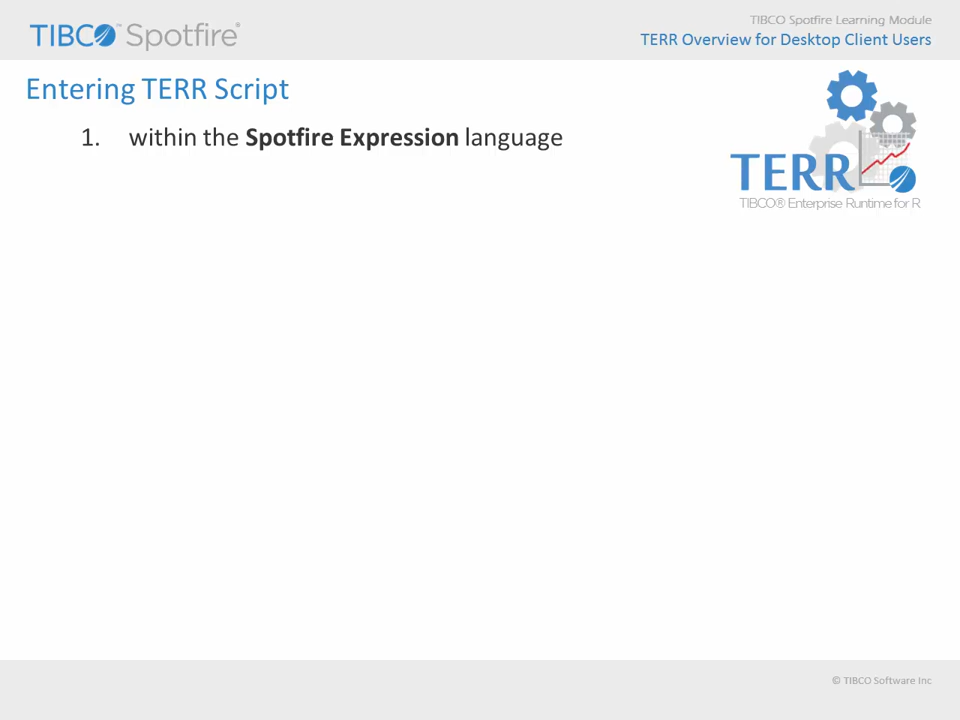 TIBCO™ Spotfire®
TIBCO Spotfire Learning Module
TERR Overview for Desktop Client Users
Entering TERR Script
1. within the Spotfire Expression language
TERR
TIBCO® Enterprise Runtime for R
© TIBCO Software Inc